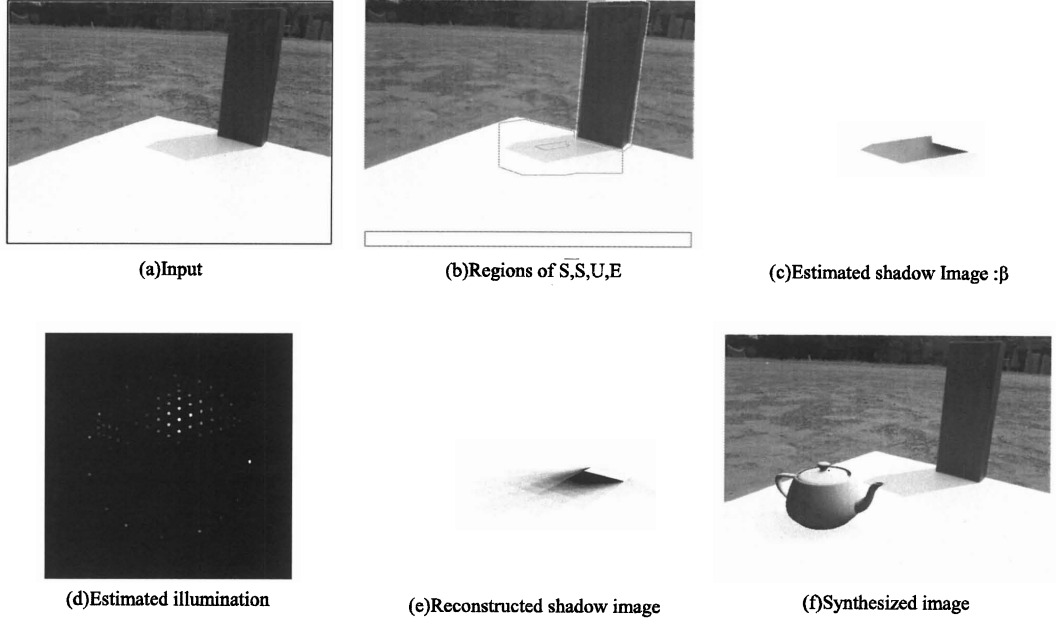 (a)Input
(b)Regions of S̅,S,U,E
(c)Estimated shadow Image :β
(d)Estimated illumination
(e)Reconstructed shadow image
(f)Synthesized image